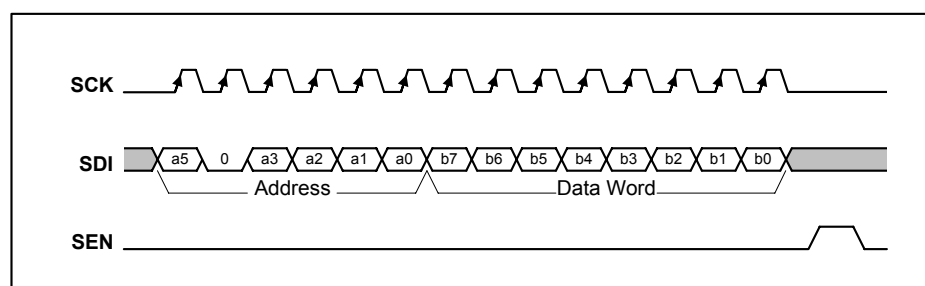 SCK
SDI a5 0 a3 a2 a1 a0 b7 b6 b5 b4 b3 b2 b1 b0
Address Data Word
SEN